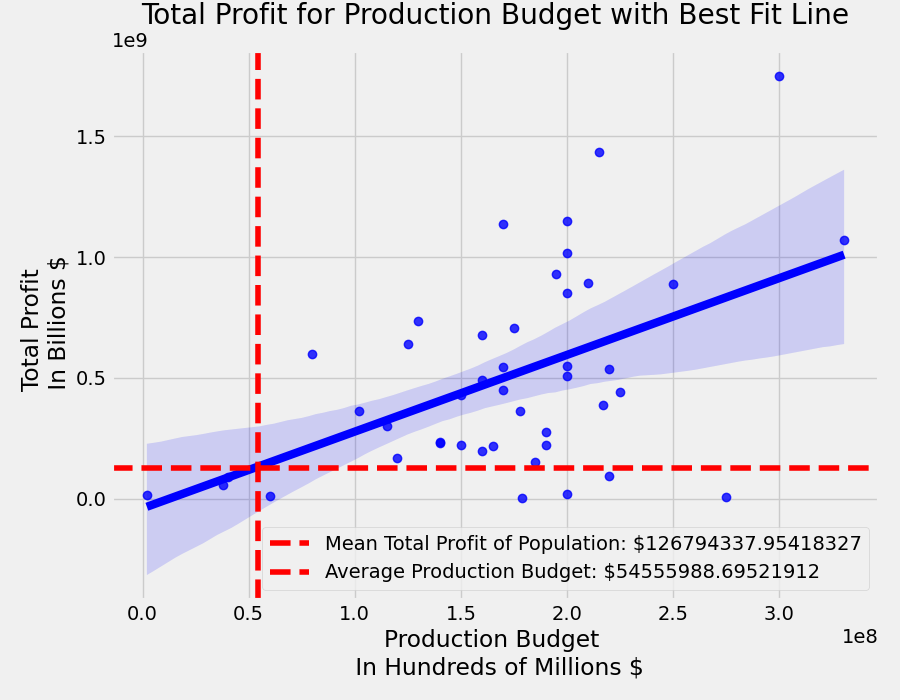 Total Profit for Production Budget with Best Fit Line
1e9
1.5
1.0
0.5
0.0
Total Profit
In Billions $
Mean Total Profit of Population: $126794337.95418327
Average Production Budget: $54555988.69521912
0.0 0.5 1.0 1.5 2.0 2.5 3.0
1e8
Production Budget
In Hundreds of Millions $